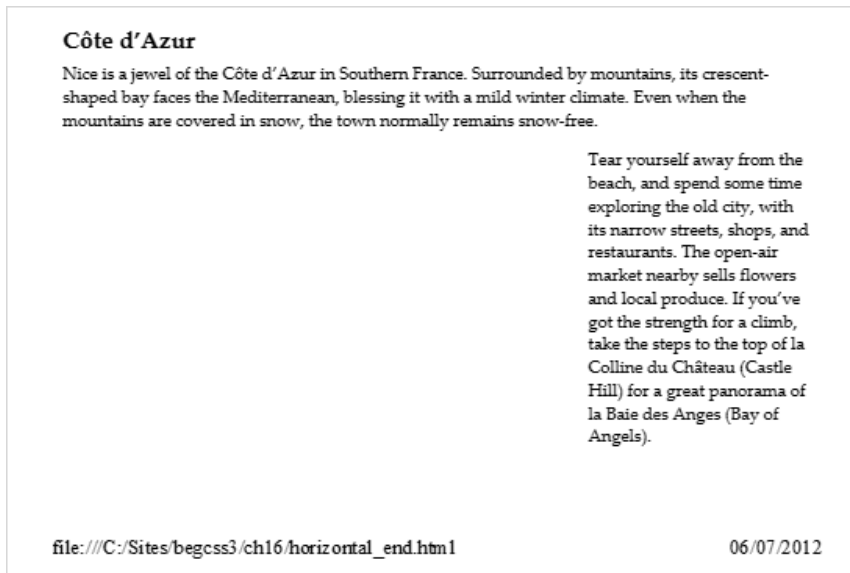 Côte d’Azur
Nice is a jewel of the Côte d’Azur in Southern France. Surrounded by mountains, its crescent-
shaped bay faces the Mediterranean, blessing it with a mild winter climate. Even when the
mountains are covered in snow, the town normally remains snow-free.
Tear yourself away from the
beach, and spend some time
exploring the old city, with
its narrow streets, shops, and
restaurants. The open-air
market nearby sells flowers
and local produce. If you’ve
got the strength for a climb,
take the steps to the top of la
Colline du Château (Castle
Hill) for a great panorama of
la Baie des Anges (Bay of
Angels).
file:///C:/Sites/begcss3/ch16/horizontal_end.html 06/07/2012